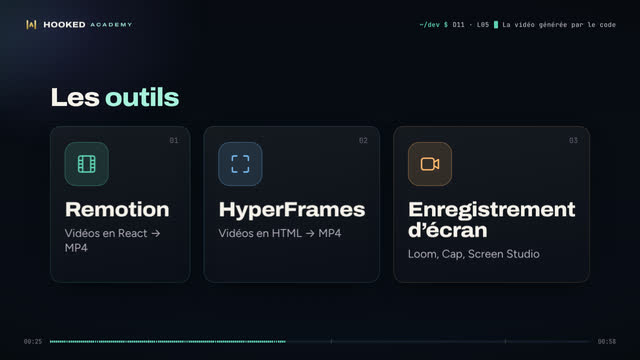 HOOKED ACADEMY
~/dev $ D11 · L05 █ La vidéo générée par le code
Les outils
01
Remotion
Vidéos en React →
MP4
02
HyperFrames
Vidéos en HTML → MP4
03
Enregistrement
d’écran
Loom, Cap, Screen Studio
00:25
00:58